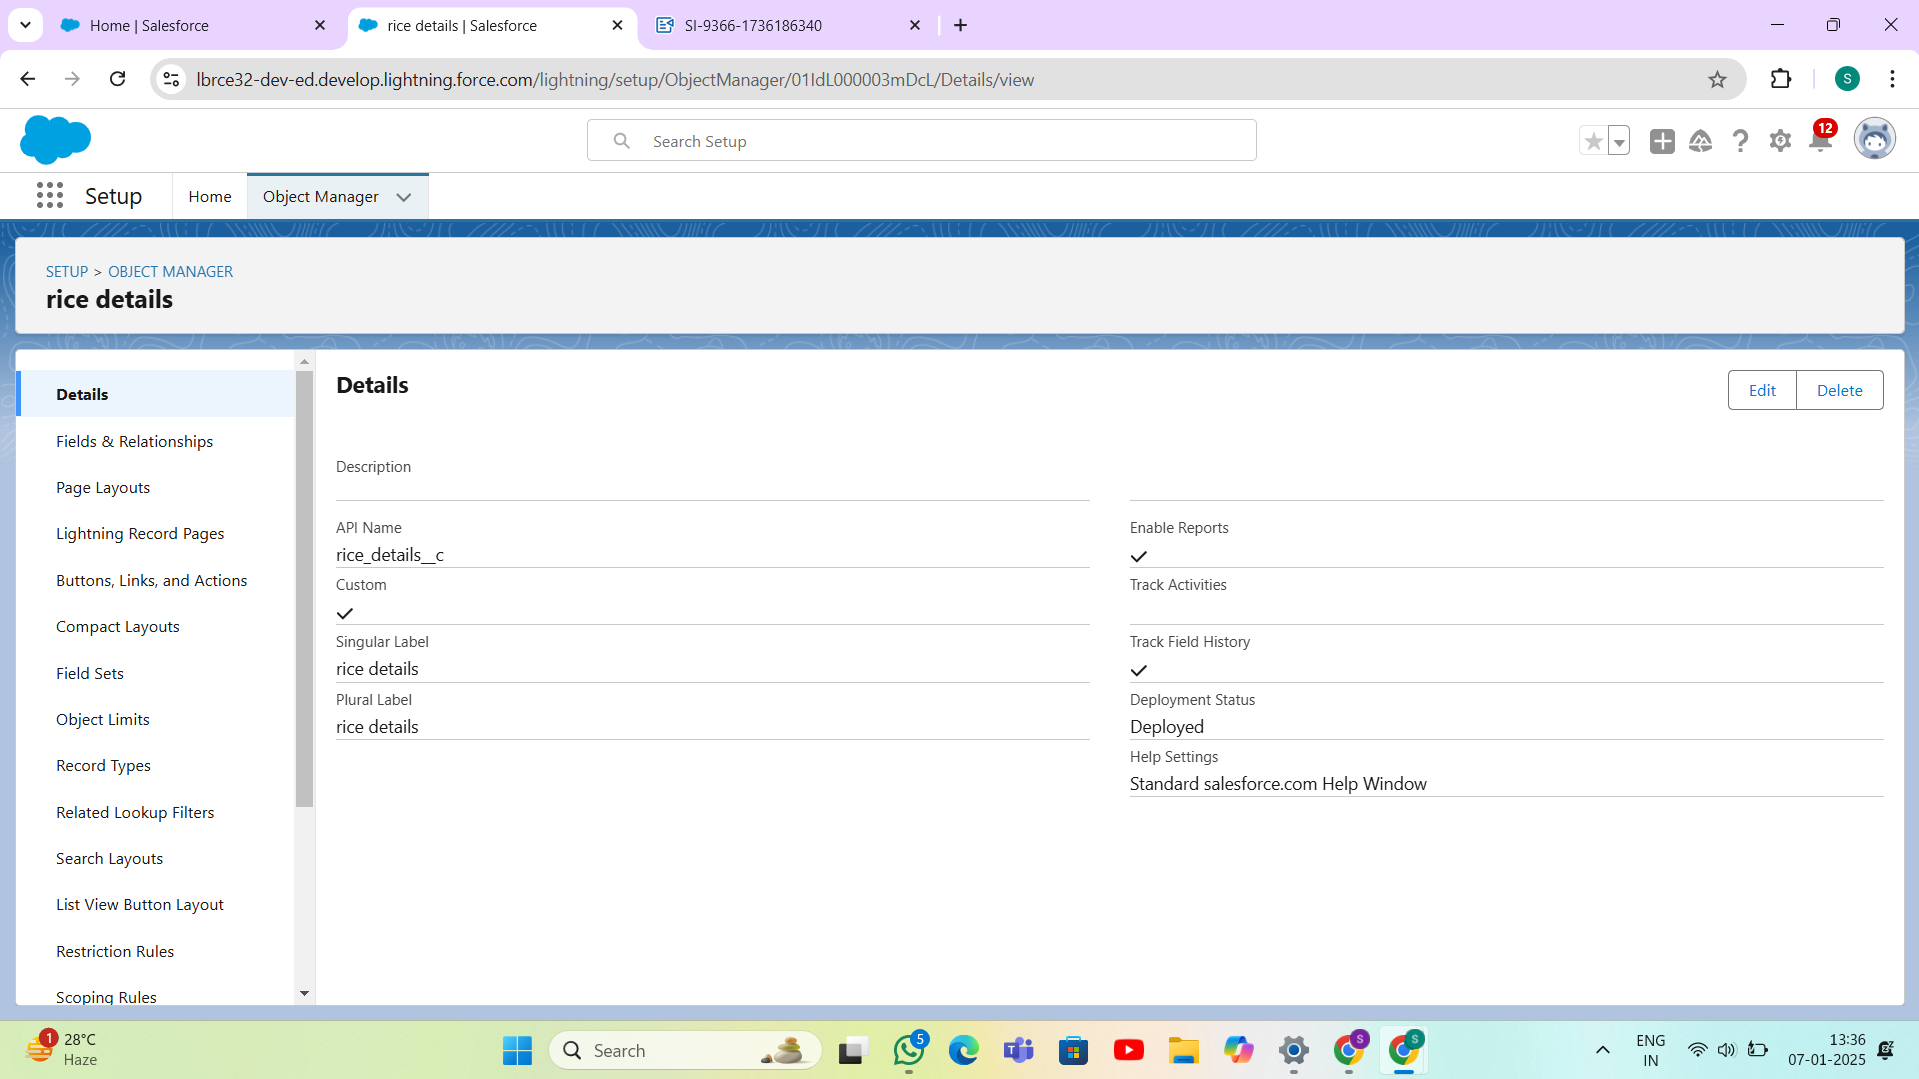 Home | Salesforce
rice details | Salesforce
SI-9366-1736186340
lbrce32-dev-ed.develop.lightning.force.com/lightning/setup/ObjectManager/01IdL000003mDcL/Details/view
S
Search Setup
12
Setup
Home
Object Manager
SETUP > OBJECT MANAGER
rice details
Details
Fields & Relationships
Page Layouts
Lightning Record Pages
Buttons, Links, and Actions
Compact Layouts
Field Sets
Object Limits
Record Types
Related Lookup Filters
Search Layouts
List View Button Layout
Restriction Rules
Scoping Rules
Details
Edit
Delete
Description
API Name
rice_details__c
Custom
Singular Label
rice details
Plural Label
rice details
Enable Reports
Track Activities
Track Field History
Deployment Status
Deployed
Help Settings
Standard salesforce.com Help Window
1
28°C
Haze
Search
5
S
S
ENG
IN
13:36
07-01-2025